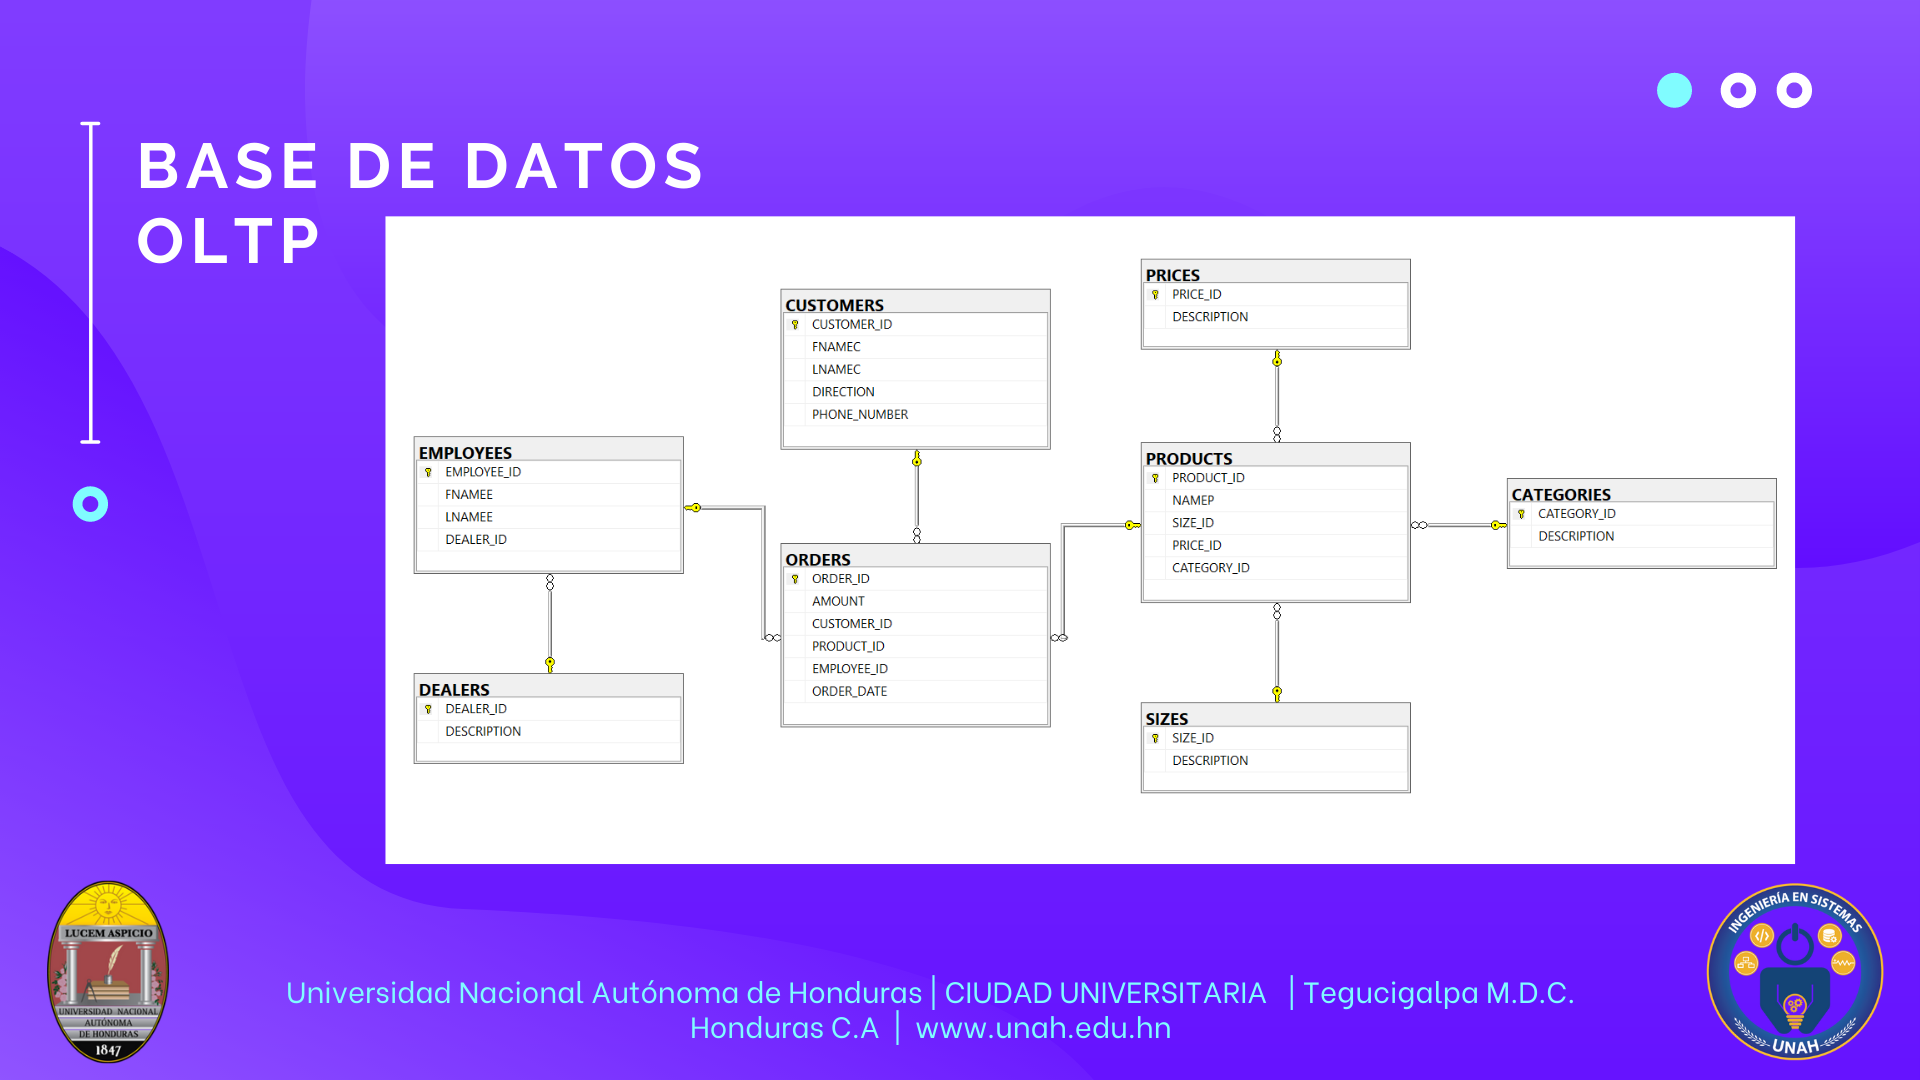 BASE DE DATOS
OLTP
PRICES
PRICE_ID
DESCRIPTION
CUSTOMERS
CUSTOMER_ID
FNAMEC
LNAMEC
DIRECTION
PHONE_NUMBER
EMPLOYEES
EMPLOYEE_ID
FNAMEE
LNAMEE
DEALER_ID
PRODUCTS
PRODUCT_ID
NAMEP
SIZE_ID
PRICE_ID
CATEGORY_ID
CATEGORIES
CATEGORY_ID
DESCRIPTION
ORDERS
ORDER_ID
AMOUNT
CUSTOMER_ID
PRODUCT_ID
EMPLOYEE_ID
ORDER_DATE
DEALERS
DEALER_ID
DESCRIPTION
SIZES
SIZE_ID
DESCRIPTION
LUCEM ASPICIO
UNIVERSIDAD NACIONAL
AUTÓNOMA
DE HONDURAS
1847
Universidad Nacional Autónoma de Honduras | CIUDAD UNIVERSITARIA | Tegucigalpa M.D.C.
Honduras C.A | www.unah.edu.hn
INGENIERÍA EN SISTEMAS
UNAH